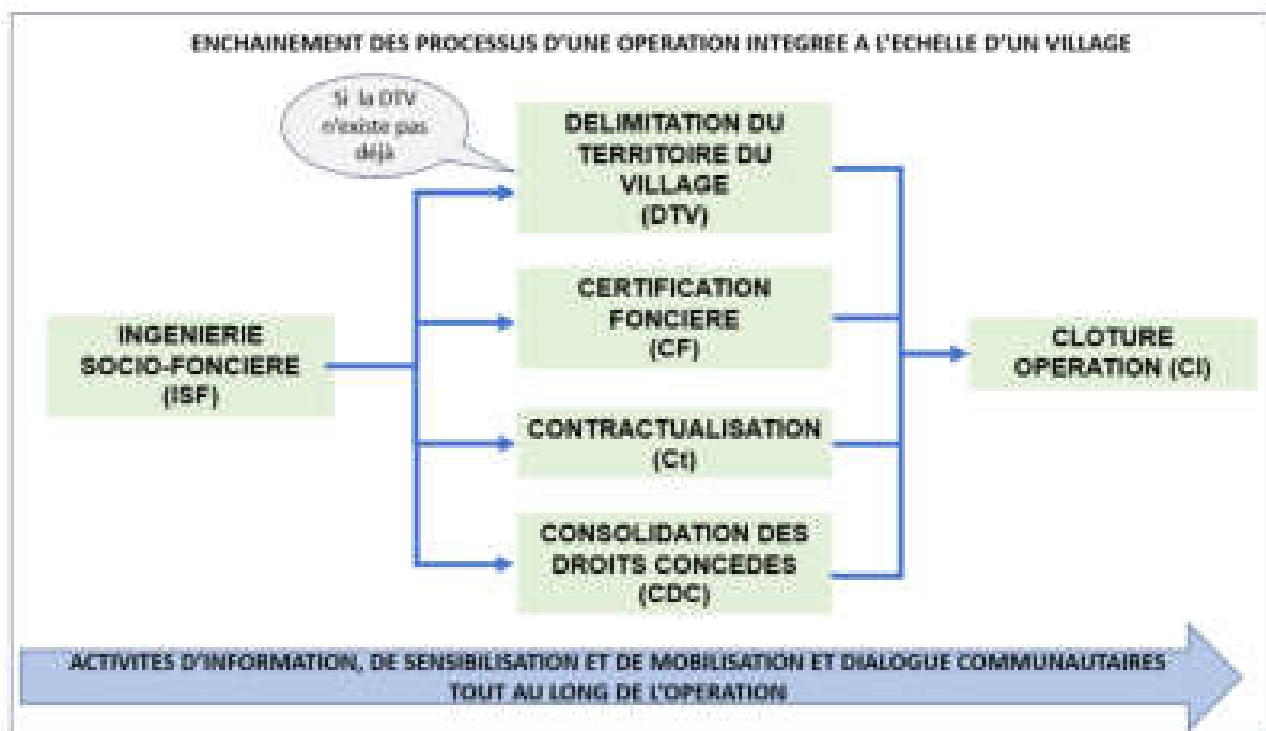 ENCHAINEMENT DES PROCESSUS D'UNE OPERATION INTEGREE A L'ECHELLE D'UN VILLAGE
Si la DTV
n'existe pas
déjà
DELIMITATION DU
TERRITOIRE DU
VILLAGE
(DTV)
CERTIFICATION
FONCIERE
(CF)
INGENIERIE
SOCIO-FONCIERE
(ISF)
CLOTURE
OPERATION (Cl)
CONTRACTUALISATION
(Ct)
CONSOLIDATION DES
DROITS CONCEDES
(CDC)
ACTIVITES D'INFORMATION, DE SENSIBILISATION ET DE MOBILISATION ET DIALOGUE COMMUNAUTAIRES
TOUT AU LONG DE L'OPERATION